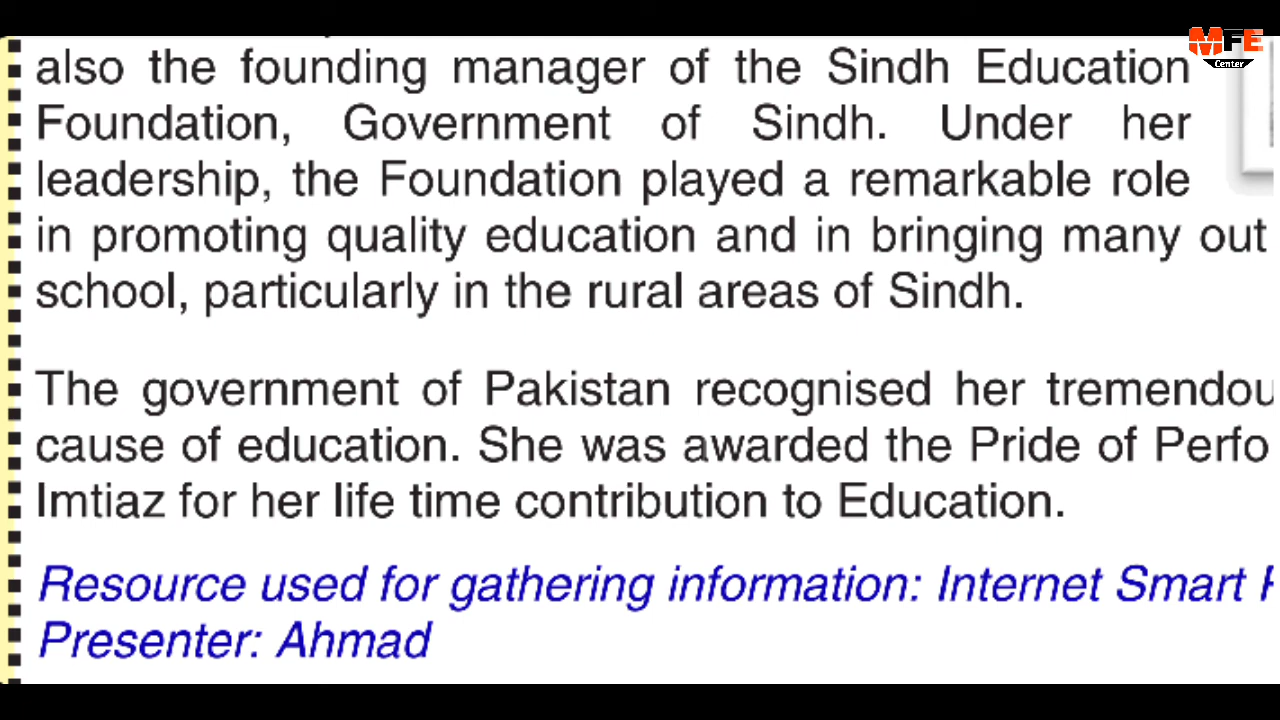 MFE
Center
also the founding manager of the Sindh Education
Foundation, Government of Sindh. Under her
leadership, the Foundation played a remarkable role
in promoting quality education and in bringing many out
school, particularly in the rural areas of Sindh.
The government of Pakistan recognised her
cause of education. She was awarded the Pride of
Imtiaz for her life time contribution to Education.
Resource used for gathering information: Internet Smart
Presenter: Ahmad